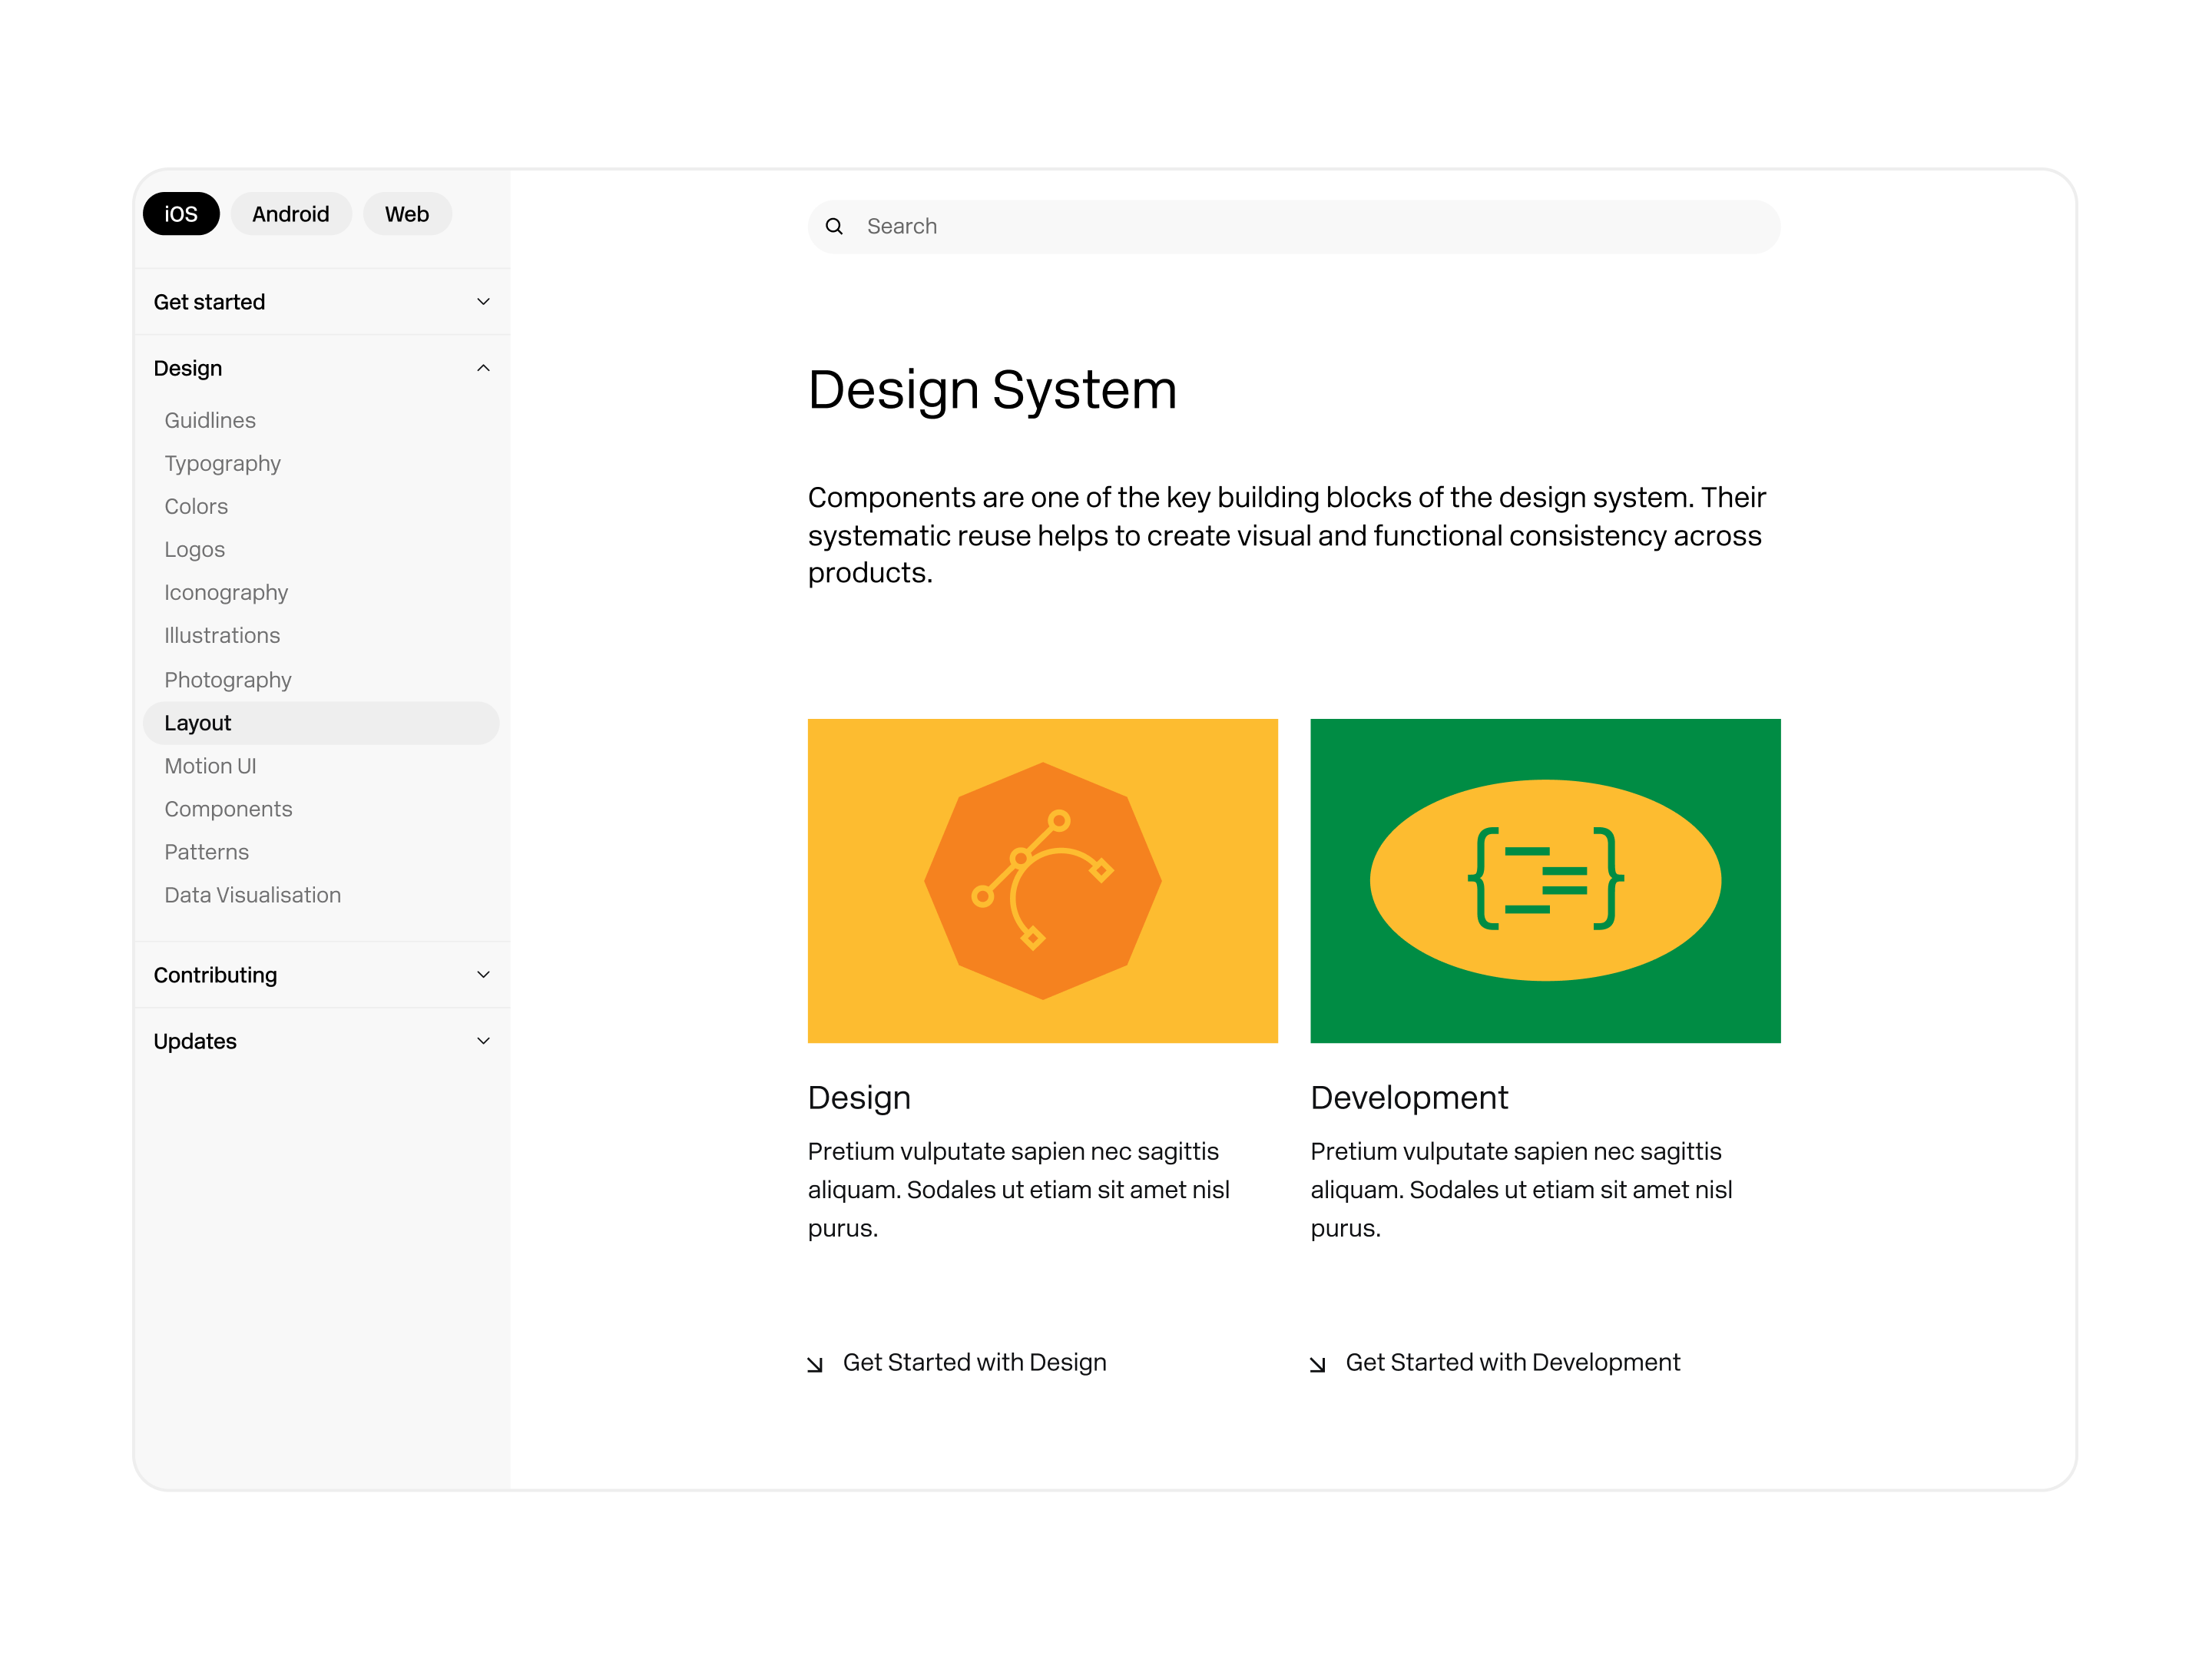 iOS
Android
Web
Get started
Design
Guidlines
Typography
Colors
Logos
Iconography
Illustrations
Photography
Layout
Motion UI
Components
Patterns
Data Visualisation
Contributing
Updates
Search
Design System
Components are one of the key building blocks of the design system. Their
systematic reuse helps to create visual and functional consistency across
products.
Design
Pretium vulputate sapien nec sagittis
aliquam. Sodales ut etiam sit amet nisl
purus.
Get Started with Design
Development
Pretium vulputate sapien nec sagittis
aliquam. Sodales ut etiam sit amet nisl
purus.
Get Started with Development